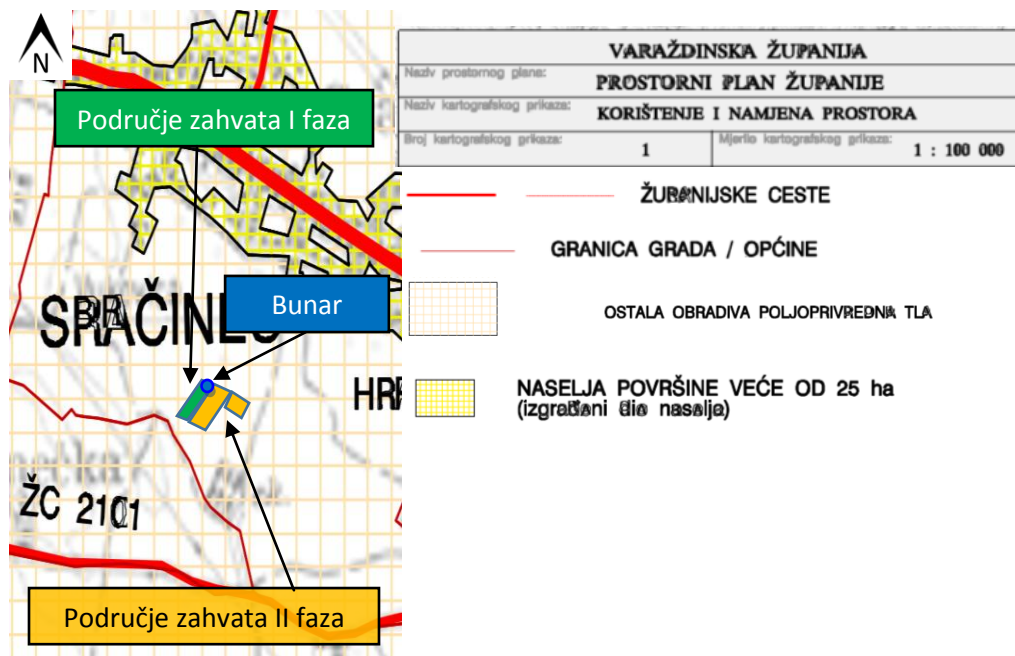 N
Područje zahvata I faza
SRAČINEC
Bunar
HR
ŽC 2101
Područje zahvata II faza
VARAŽDINSKA ŽUPANIJA
Naziv prostornog plana:
PROSTORNI PLAN ŽUPANIJE
Naziv kartografskog prikaza:
KORIŠTENJE I NAMJENA PROSTORA
Broj kartografskog prikaza: Mjerilo kartografskog prikaza:
1 1 : 100 000
ŽUPANIJSKE CESTE
GRANICA GRADA / OPĆINE
OSTALA OBRADIVA POLJOPRIVREDNA TLA
NASELJA POVRŠINE VEĆE OD 25 ha
(izgrađeni dio naselja)